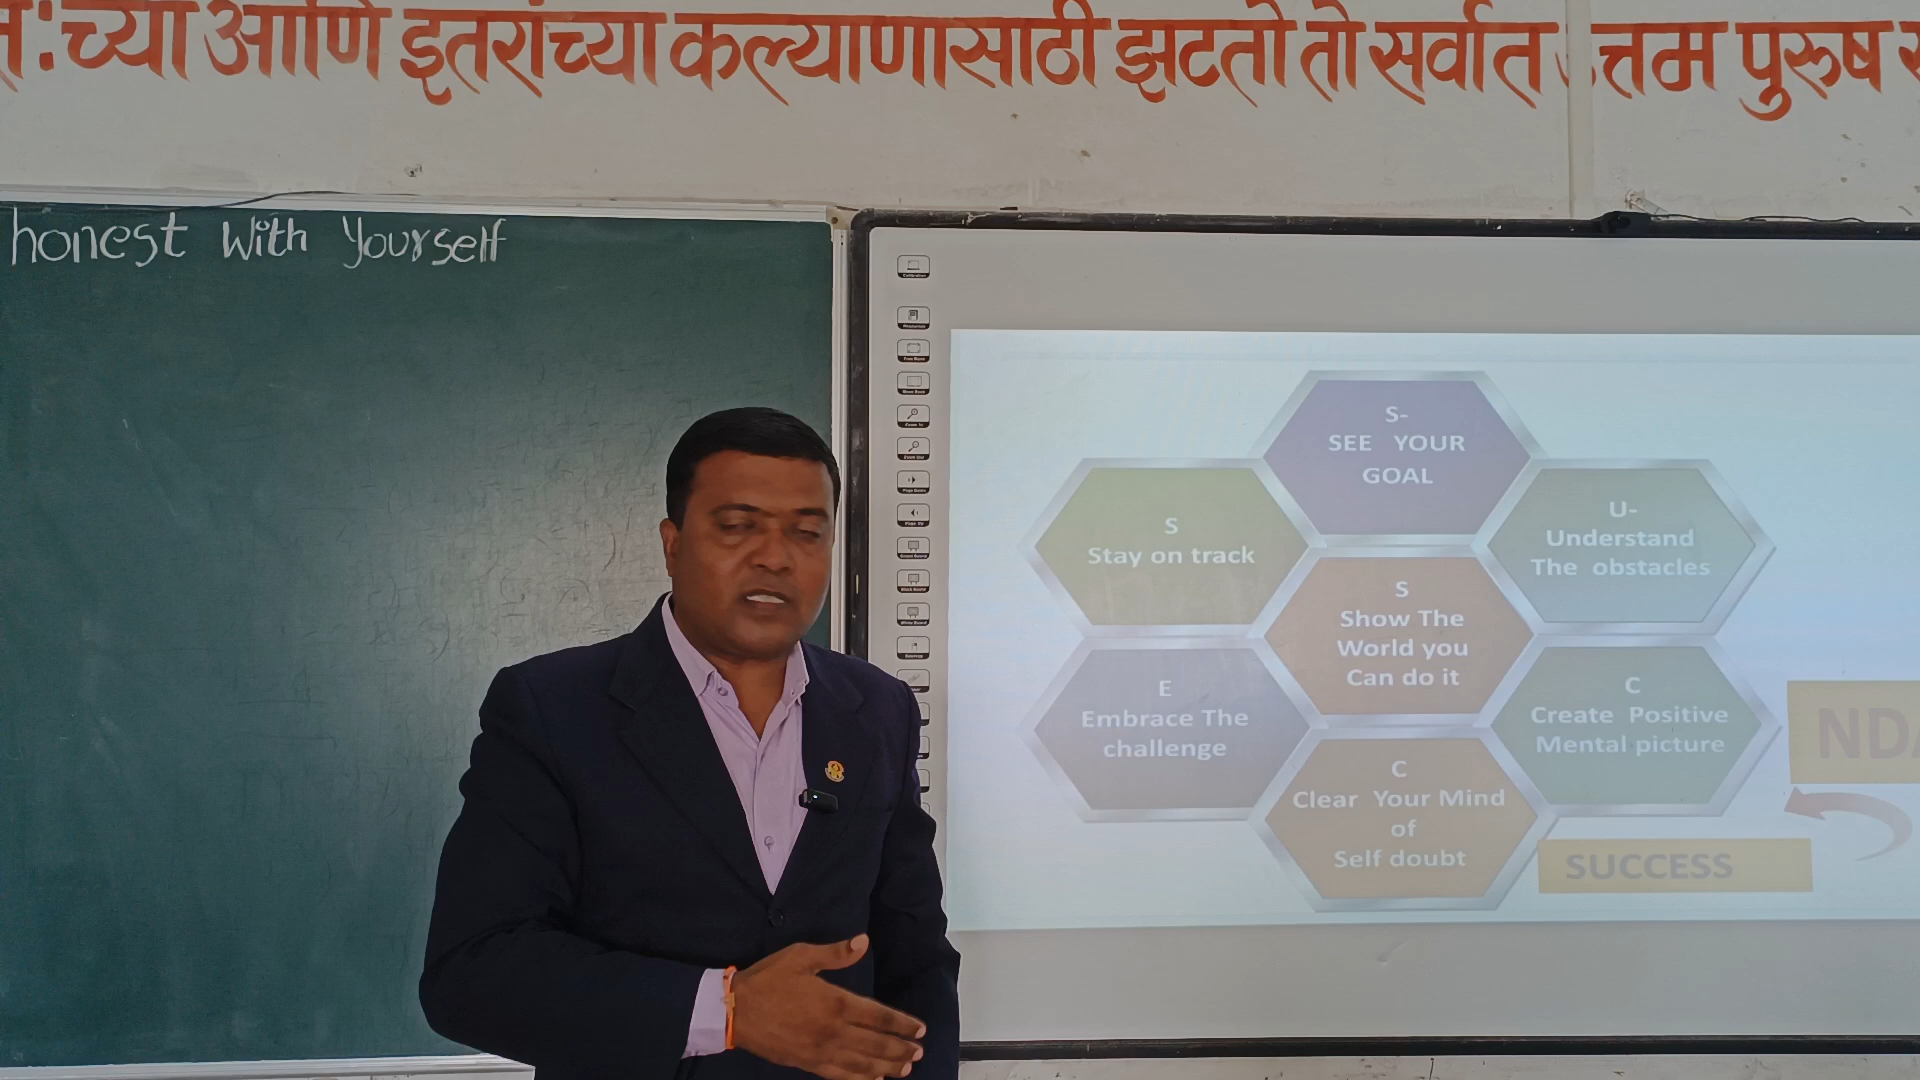 च्या आणि इतरांच्या कल्याणासाठी झटतो तो सर्वात उत्तम पुरूष
honest With Yourself
S-
SEE YOUR
GOAL
S
Stay on track
U-
Understand
The obstacles
S
Show The
World you
Can do it
E
Embrace The
challenge
C
Create Positive
Mental picture
C
Clear Your Mind
of
Self doubt
NDA
SUCCESS